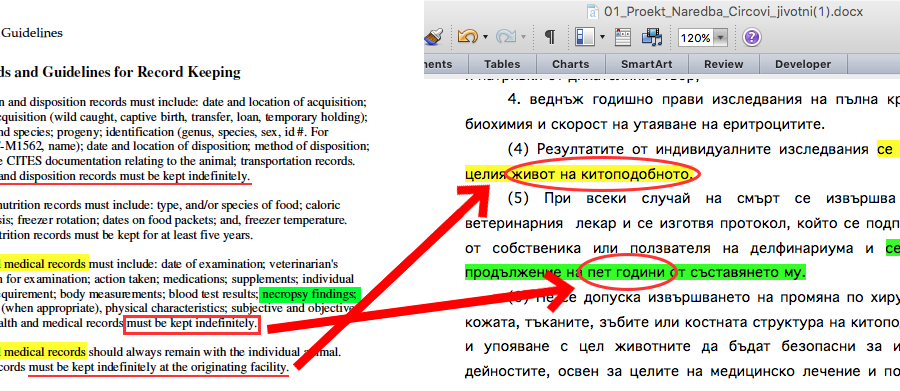 Guidelines
ds and Guidelines for Record Keeping
n and disposition records must include: date and location of acquisition;
cquisition (wild caught, captive birth, transfer, loan, temporary holding);
nd species; progeny; identification (genus, species, sex, id #. For
-M1562, name); date and location of disposition; method of disposition;
e CITES documentation relating to the animal; transportation records.
and disposition records must be kept indefinitely.
nutrition records must include: type, and/or species of food; caloric
sis; freezer rotation; dates on food packets; and, freezer temperature.
trition records must be kept for at least five years.
l medical records must include: date of examination; veterinarian's
n for examination; action taken; medications; supplements; individual
equirement; body measurements; blood test results; necropsy findings;
(when appropriate), physical characteristics; subjective and objective
ealth and medical records must be kept indefinitely.
l medical records should always remain with the individual animal.
cords must be kept indefinitely at the originating facility.
01_Proekt_Naredba_Circovi_jivotni(1).docx
120%
ments Tables Charts SmartArt Review Developer
4. веднъж годишно прави изследвания на пълна кр
биохимия и скорост на утаяване на еритроцитите.
(4) Резултатите от индивидуалните изследвания се
целия живот на китоподобното.
(5) При всеки случай на смърт се извършва
ветеринарния лекар и се изготвя протокол, който се подп
от собственика или ползвателя на делфинариума и се
продължение на пет години от съставянето му.
Не се допуска извършването на промяна по хиру
кожата, тъканите, зъбите или костната структура на китопод
и упояване с цел животните да бъдат безопасни за и
дейностите, освен за целите на медицинско лечение и по